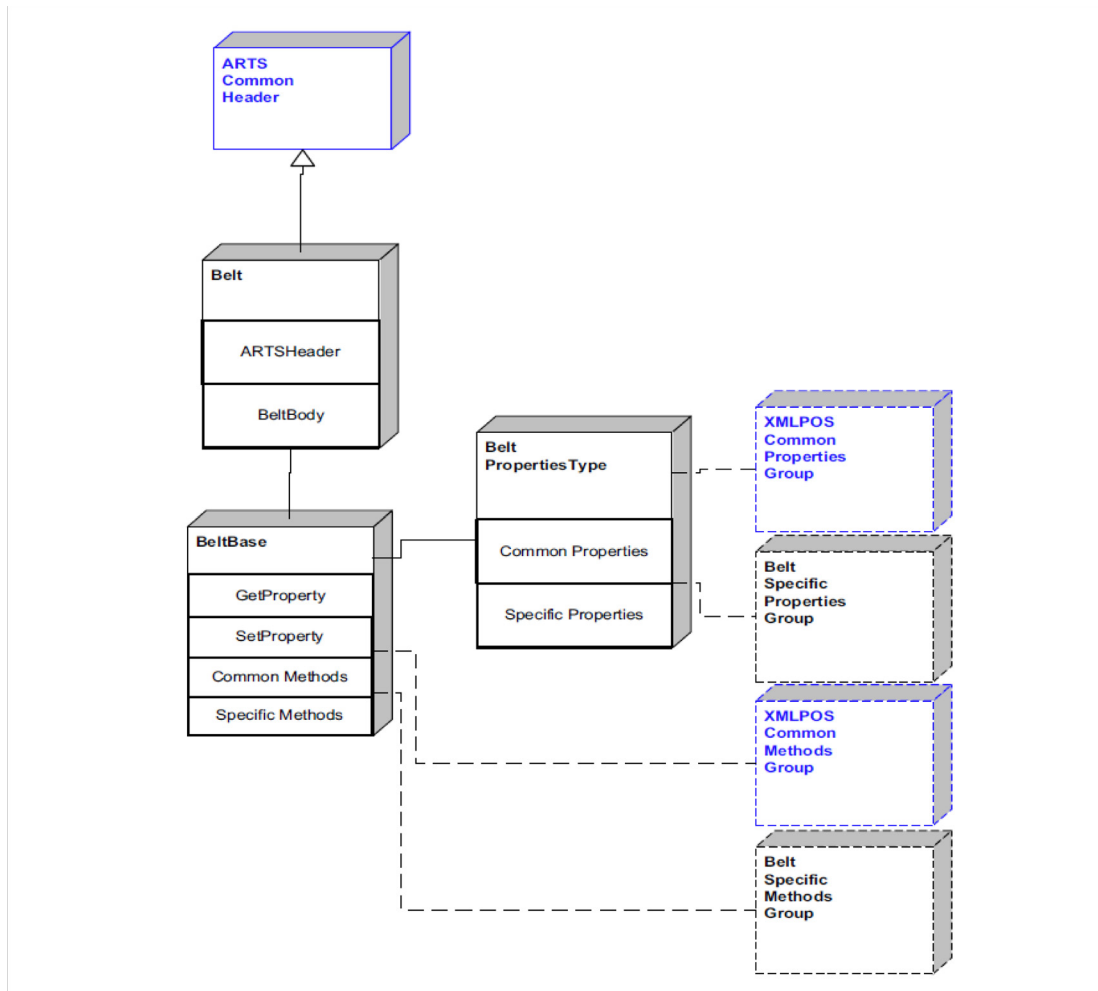 ARTS
Common
Header
Belt
ARTSHeader
BeltBody
BeltBase
GetProperty
SetProperty
Common Methods
Specific Methods
Belt
PropertiesType
Common Properties
Specific Properties
XMLPOS
Common
Properties
Group
Belt
Specific
Properties
Group
XMLPOS
Common
Methods
Group
Belt
Specific
Methods
Group